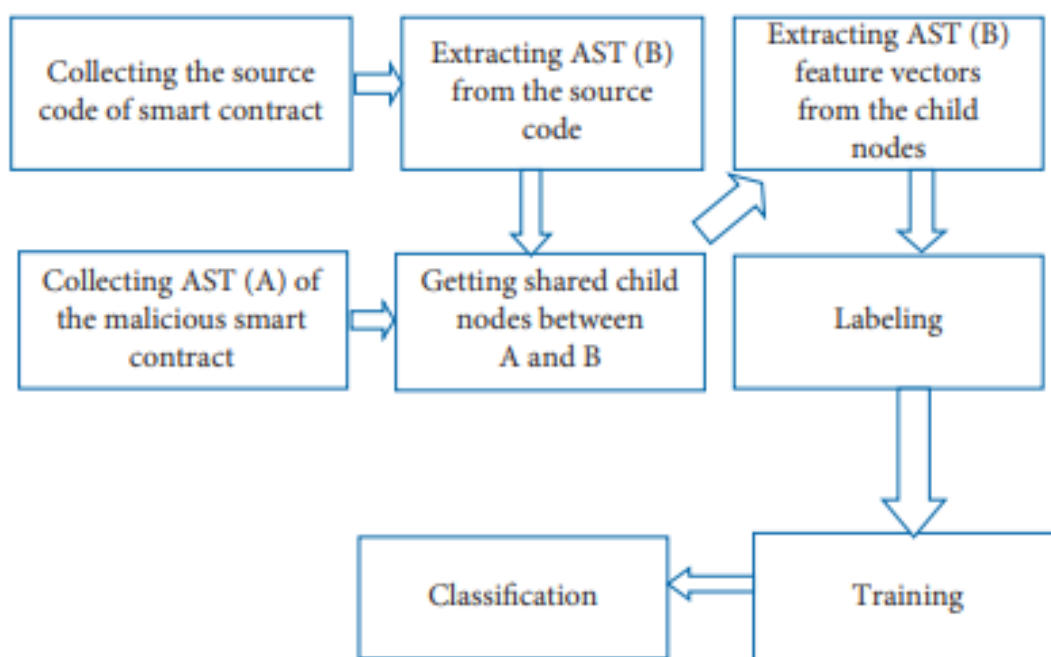 Collecting the source
code of smart contract
Extracting AST (B)
from the source
code
Extracting AST (B)
feature vectors
from the child
nodes
Collecting AST (A) of
the malicious smart
contract
Getting shared child
nodes between
A and B
Labeling
Classification
Training